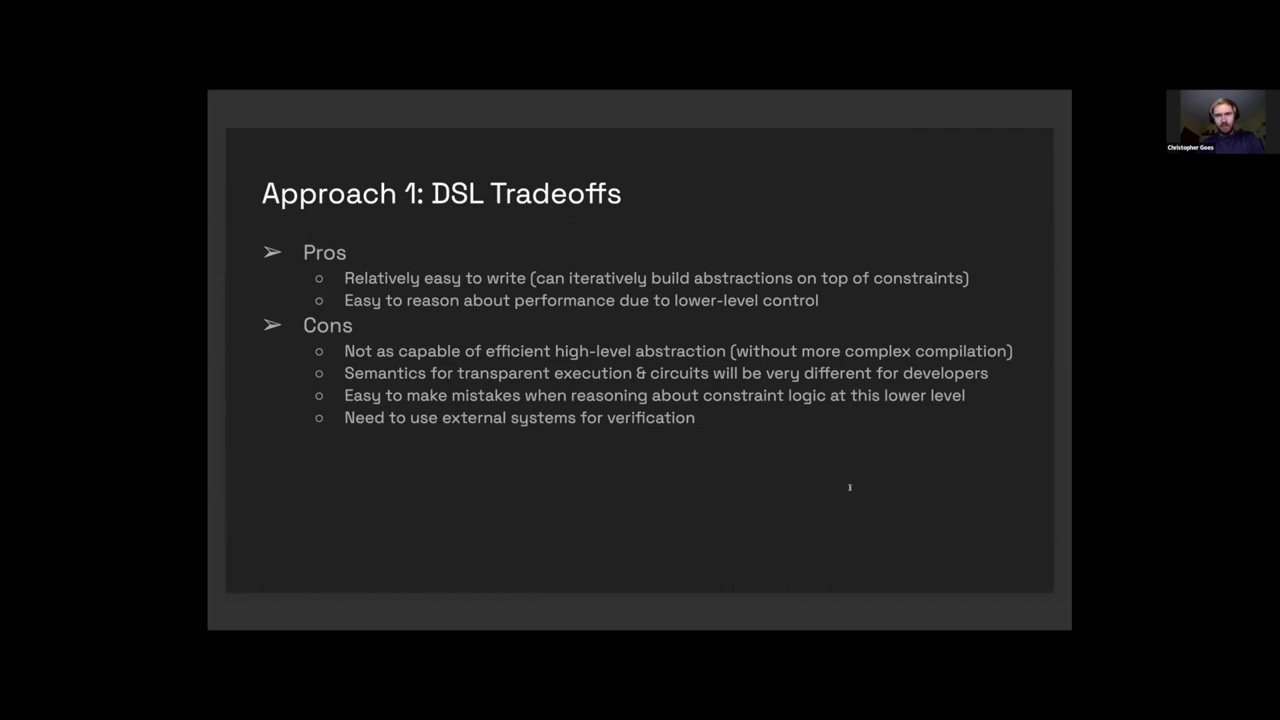 Approach 1: DSL Tradeoffs
➢ Pros
○ Relatively easy to write (can iteratively build abstractions on top of constraints)
○ Easy to reason about performance due to lower-level control
➢ Cons
○ Not as capable of efficient high-level abstraction (without more complex compilation)
○ Semantics for transparent execution & circuits will be very different for developers
○ Easy to make mistakes when reasoning about constraint logic at this lower level
○ Need to use external systems for verification
Christopher Goes